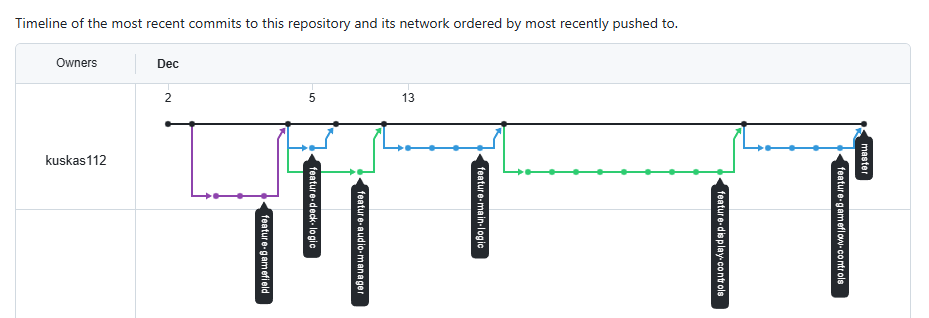 Timeline of the most recent commits to this repository and its network ordered by most recently pushed to.
Owners
Dec
2
5
13
kuskas112
master
feature-deck-logic
feature-main-logic
feature-gameflow-controls
feature-audio-manager
feature-display-controls
feature-gamefield